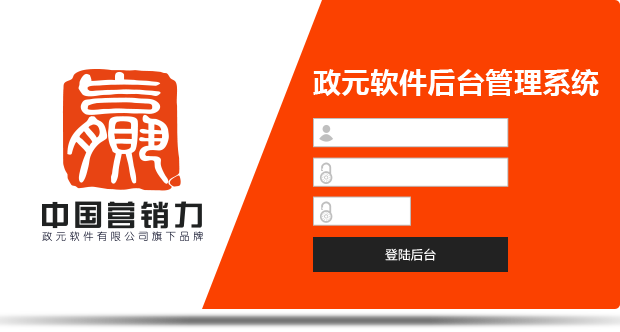 赢
中国营销力
政元软件有限公司旗下品牌
政元软件后台管理系统
登陆后台